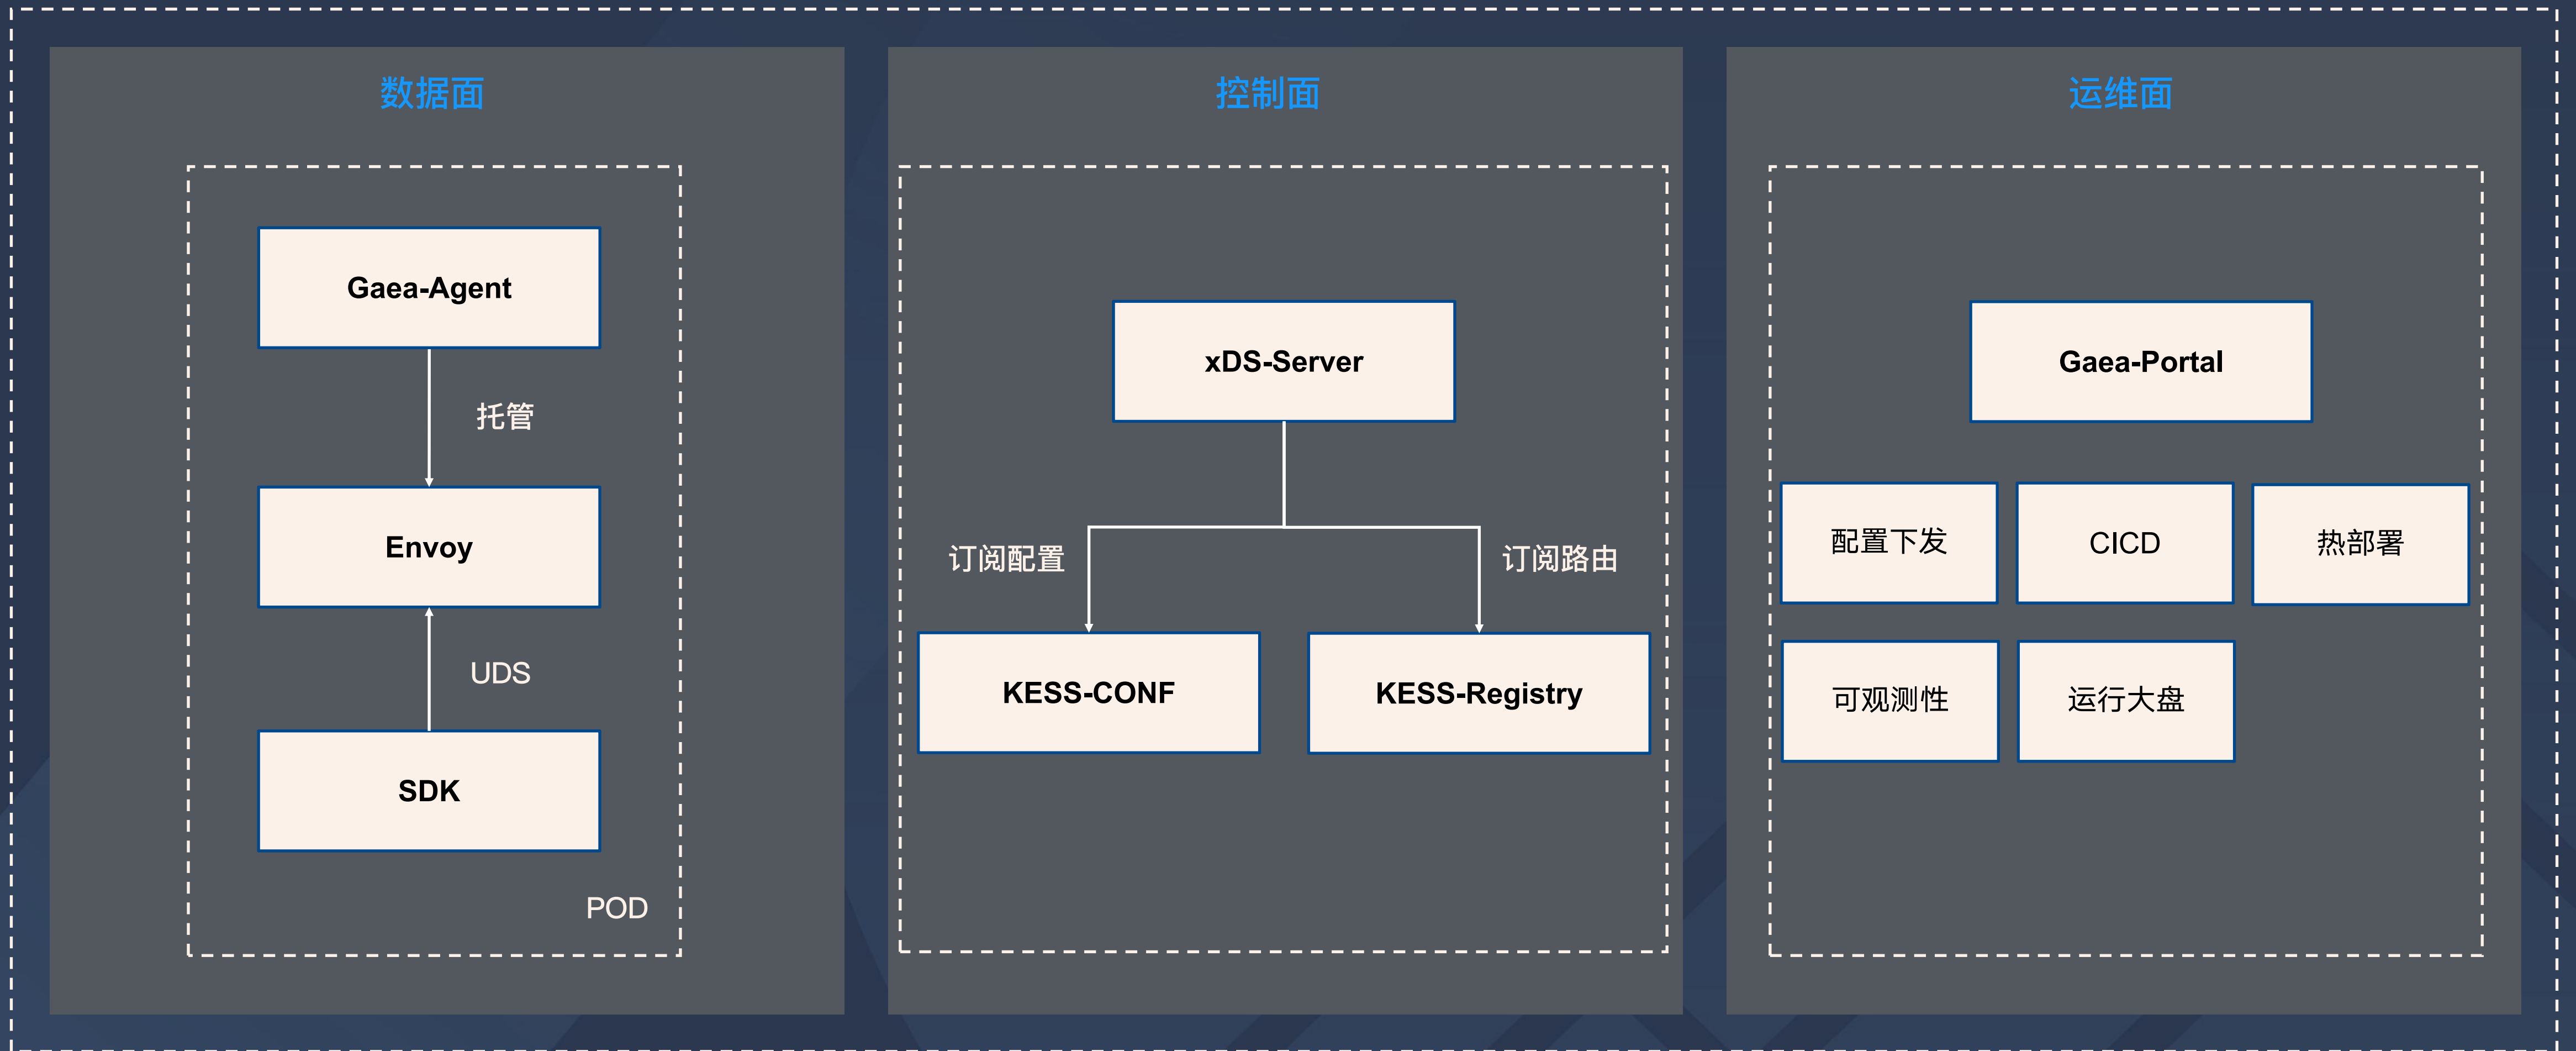 数据面
Gaea-Agent
托管
Envoy
UDS
SDK
POD
控制面
xDS-Server
订阅配置
订阅路由
KESS-CONF
KESS-Registry
运维面
Gaea-Portal
配置下发
CICD
热部署
可观测性
运行大盘